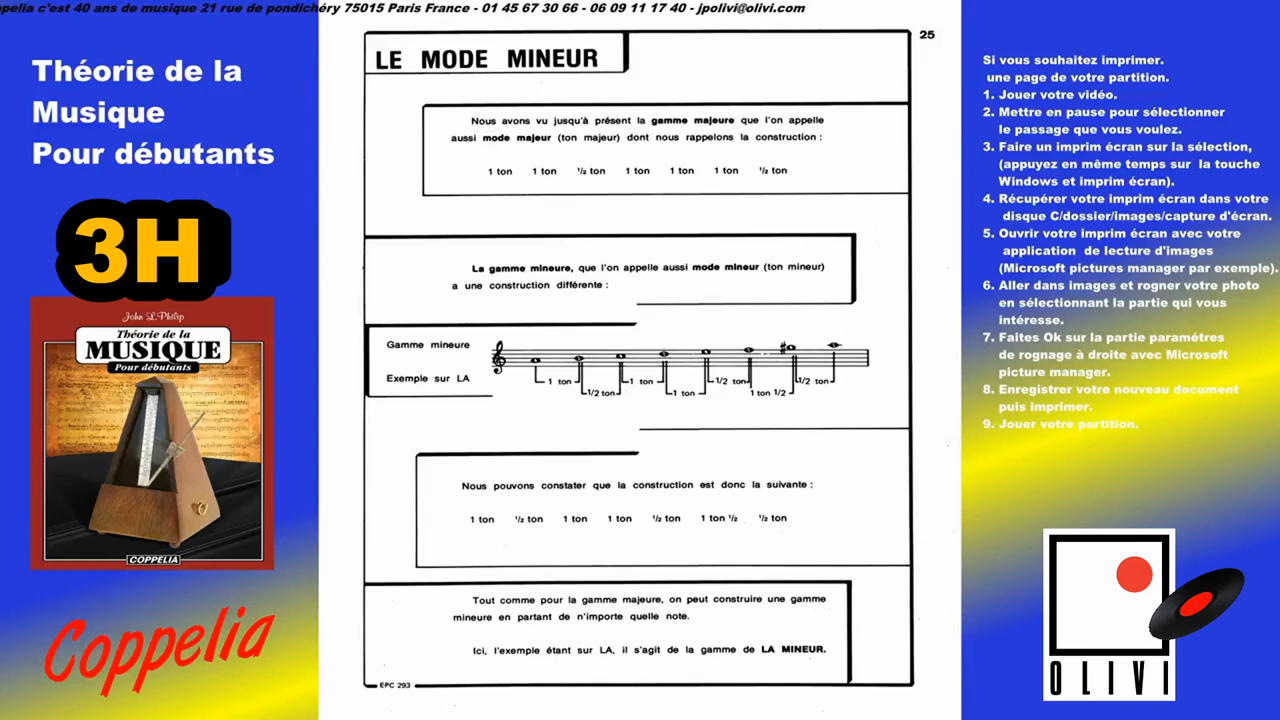 ppelia c'est 40 ans de musique 21 rue de pondichéry 75015 Paris France - 01 45 67 30 66 - 06 09 11 17 40 - jpolivi@olivi.com
Théorie de la
Musique
Pour débutants
3H
John L. Philip
Théorie de la
MUSIQUE
Pour débutants
COPPELIA
Coppelia
25
LE MODE MINEUR
Nous avons vu jusqu'à présent la gamme majeure que l'on appelle
aussi mode majeur (ton majeur) dont nous rappelons la construction :
1 ton 1 ton ½ ton 1 ton 1 ton 1 ton ½ ton
La gamme mineure, que l'on appelle aussi mode mineur (ton mineur)
a une construction différente :
Gamme mineure
Exemple sur LA
1 ton 1/2 ton 1 ton 1 ton 1/2 ton 1 ton 1/2 1/2 ton
Nous pouvons constater que la construction est donc la suivante :
1 ton ½ ton 1 ton 1 ton ½ ton 1 ton ½ ½ ton
Tout comme pour la gamme majeure, on peut construire une gamme
mineure en partant de n'importe quelle note.
Ici, l'exemple étant sur LA, il s'agit de la gamme de LA MINEUR.
EPC 293
Si vous souhaitez imprimer.
une page de votre partition.
1. Jouer votre vidéo.
2. Mettre en pause pour sélectionner
le passage que vous voulez.
3. Faire un imprim écran sur la sélection,
(appuyez en même temps sur la touche
Windows et imprim écran).
4. Récupérer votre imprim écran dans votre
disque C/dossier/images/capture d'écran.
5. Ouvrir votre imprim écran avec votre
application de lecture d'images
(Microsoft pictures manager par exemple).
6. Aller dans images et rogner votre photo
en sélectionnant la partie qui vous
intéresse.
7. Faites Ok sur la partie paramétres
de rognage à droite avec Microsoft
picture manager.
8. Enregistrer votre nouveau document
puis imprimer.
9. Jouer votre partition.
OLIVI